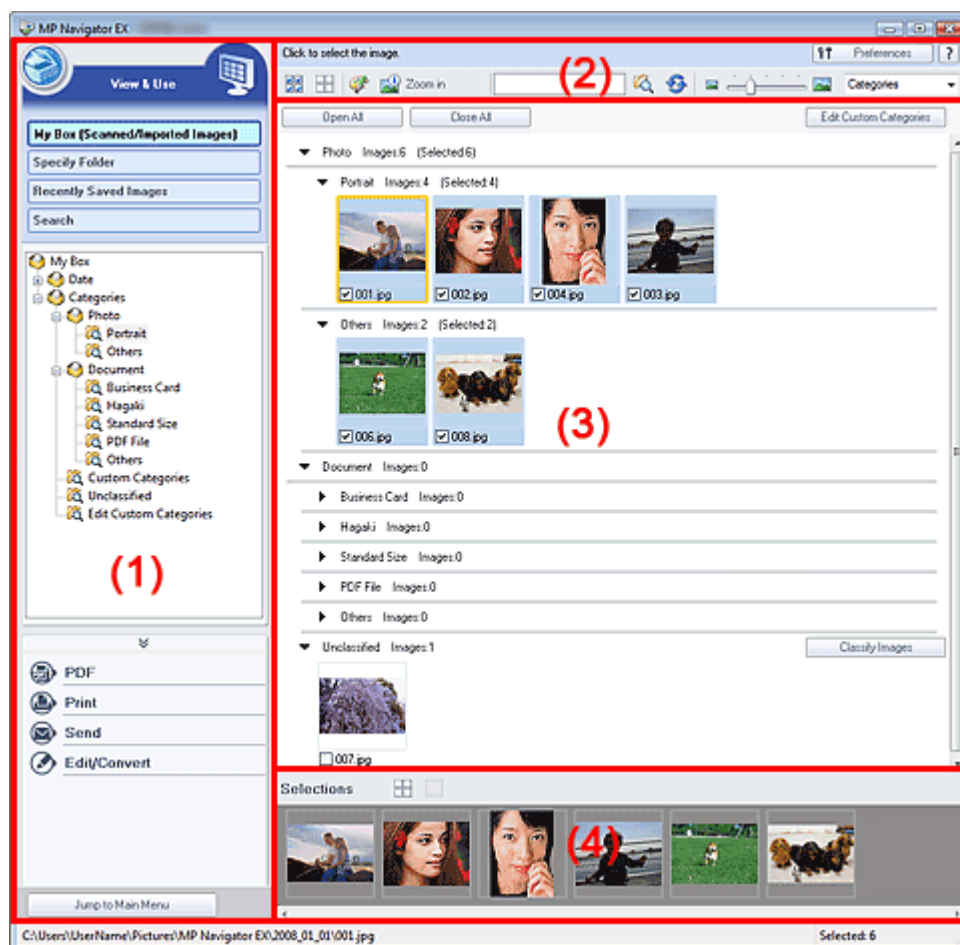 MP Navigator EX
View & Use
My Box (Scanned/Imported Images)
Specify Folder
Recently Saved Images
Search
My Box
Date
Categories
Photo
Portrait
Others
Document
Business Card
Hagaki
Standard Size
PDF File
Others
Custom Categories
Unclassified
Edit Custom Categories
(1)
PDF
Print
Send
Edit/Convert
Jump to Main Menu
Click to select the image.
Preferences ?
Zoom in
(2)
Categories
Open All Close All Edit Custom Categories
Photo Images:6 (Selected:6)
Portrait Images:4 (Selected:4)
001.jpg 002.jpg 004.jpg 003.jpg
Others Images:2 (Selected:2)
006.jpg 008.jpg
(3)
Document Images:0
Business Card Images:0
Hagaki Images:0
Standard Size Images:0
PDF File Images:0
Others Images:0
Unclassified Images:1 Classify Images
007.jpg
Selections
(4)
C:\Users\UserName\Pictures\MP Navigator EX\2008_01_01\001.jpg Selected: 6